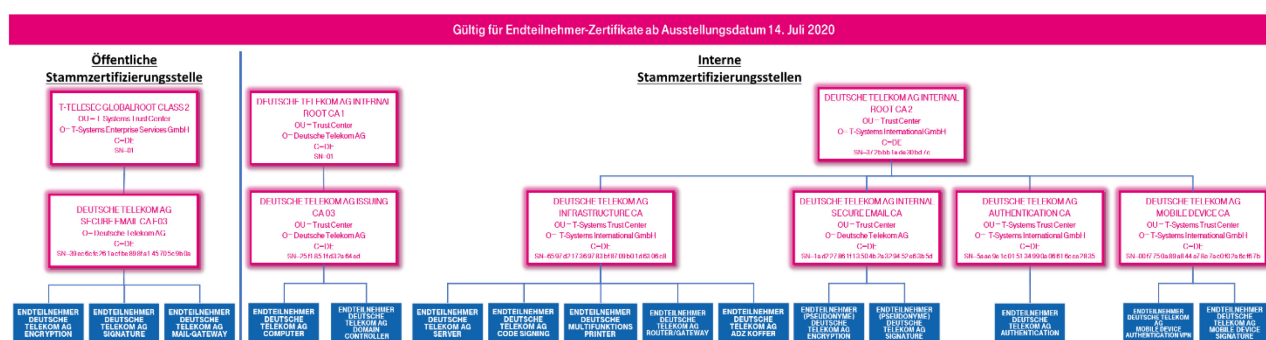 Gültig für Endteilnehmer-Zertifikate ab Ausstellungsdatum 14. Juli 2020
Öffentliche
Stammzertifizierungsstelle
Interne
Stammzertifizierungsstellen
T-TELESEC GLOBALROOT CLASS 2
OU=T-Systems Trust Center
O=T-Systems Enterprise Services GmbH
C=DE
SN=01
DEUTSCHE TELEKOM AG INTERNAL
ROOT CA 1
OU=Trust Center
O=Deutsche Telekom AG
C=DE
SN=01
DEUTSCHE TELEKOM AG INTERNAL
ROOT CA 2
OU=Trust Center
O=T-Systems International GmbH
C=DE
DEUTSCHE TELEKOM AG
SECURE EMAIL CA E03
O=Deutsche Telekom AG
C=DE
DEUTSCHE TELEKOM AG ISSUING
CA 03
OU=Trust Center
O=Deutsche Telekom AG
C=DE
DEUTSCHE TELEKOM AG
INFRASTRUCTURE CA
OU=T-Systems Trust Center
O=T-Systems International GmbH
C=DE
DEUTSCHE TELEKOM AG INTERNAL
SECURE EMAIL CA
OU=Trust Center
O=Deutsche Telekom AG
C=DE
DEUTSCHE TELEKOM AG
AUTHENTICATION CA
OU=T-Systems Trust Center
O=T-Systems International GmbH
C=DE
DEUTSCHE TELEKOM AG
MOBILE DEVICE CA
OU=T-Systems Trust Center
O=T-Systems International GmbH
C=DE
ENDTEILNEHMER
DEUTSCHE
TELEKOM AG
ENCRYPTION
ENDTEILNEHMER
DEUTSCHE
TELEKOM AG
SIGNATURE
ENDTEILNEHMER
DEUTSCHE
TELEKOM AG
MAIL-GATEWAY
ENDTEILNEHMER
DEUTSCHE
TELEKOM AG
COMPUTER
ENDTEILNEHMER
DEUTSCHE
TELEKOM AG
DOMAIN
CONTROLLER
ENDTEILNEHMER
DEUTSCHE
TELEKOM AG
SERVER
ENDTEILNEHMER
DEUTSCHE
TELEKOM AG
CODE SIGNING
ENDTEILNEHMER
DEUTSCHE
MULTIFUNKTIONS
PRINTER
ENDTEILNEHMER
DEUTSCHE
TELEKOM AG
ROUTER/GATEWAY
ENDTEILNEHMER
DEUTSCHE
TELEKOM AG
ADZ KOFFER
ENDTEILNEHMER
(PSEUDONYME)
DEUTSCHE
TELEKOM AG
ENCRYPTION
ENDTEILNEHMER
(PSEUDONYME)
DEUTSCHE
TELEKOM AG
SIGNATURE
ENDTEILNEHMER
DEUTSCHE
TELEKOM AG
AUTHENTICATION
ENDTEILNEHMER
DEUTSCHE TELEKOM
AG
MOBILE DEVICE
AUTHENTICATION VPN
ENDTEILNEHMER
DEUTSCHE
TELEKOM AG
MOBILE DEVICE
SIGNATURE